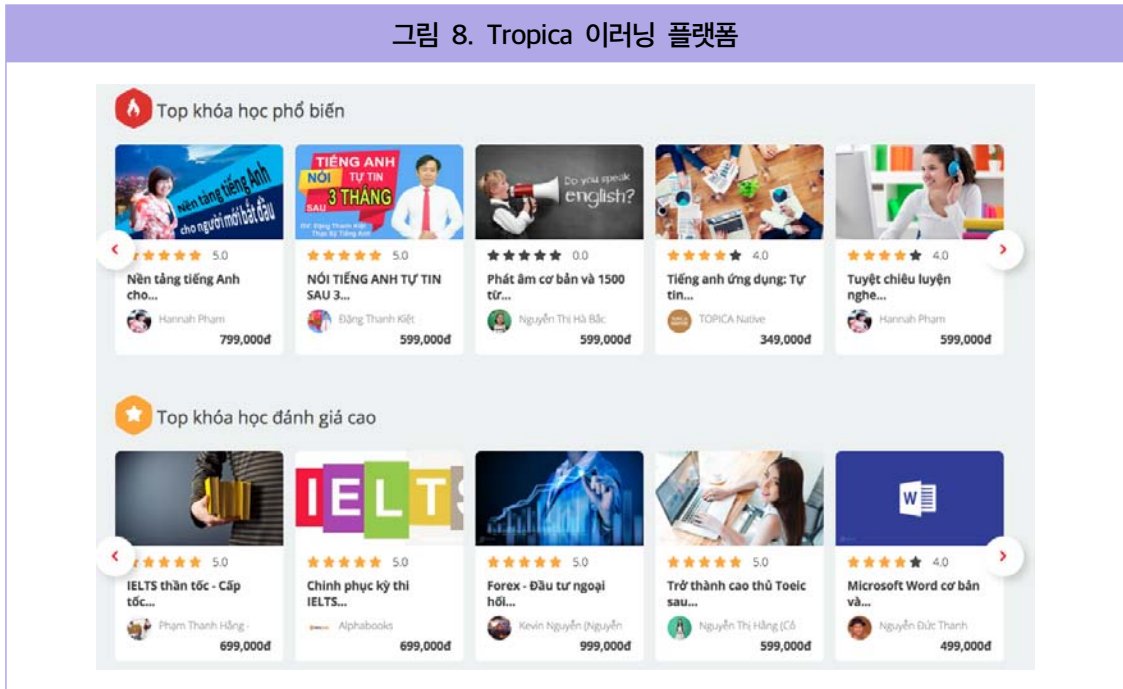 그림 8. Tropica 이러닝 플랫폼
Top khóa học phổ biến
Nền tảng tiếng Anh
cho người mới bắt đầu
TIẾNG ANH
NÓI TỰ TIN
SAU 3 THÁNG
Do you speak
english?
5.0
5.0
0.0
4.0
4.0
Nền tảng tiếng Anh
cho...
NÓI TIẾNG ANH TỰ TIN
SAU 3...
Phát âm cơ bản và 1500
từ...
Tiếng anh ứng dụng: Tự
tin...
Tuyệt chiêu luyện
nghe...
Hannah Phạm
Đặng Thanh Kiệt
Nguyễn Thị Hà Bắc
TOPICA Native
Hannah Phạm
799,000đ
599,000đ
599,000đ
349,000đ
599,000đ
Top khóa học đánh giá cao
IELTS
W
5.0
5.0
5.0
5.0
4.0
IELTS thần tốc - Cấp
tốc...
Chinh phục kỳ thi
IELTS...
Forex - Đầu tư ngoại
hối...
Trở thành cao thủ Toeic
sau...
Microsoft Word cơ bản
và...
Phạm Thanh Hằng -
Alphabooks
Kevin Nguyễn (Nguyễn
Nguyễn Thị Hằng (Cô
Nguyễn Đức Thanh
699,000đ
699,000đ
999,000đ
599,000đ
499,000đ